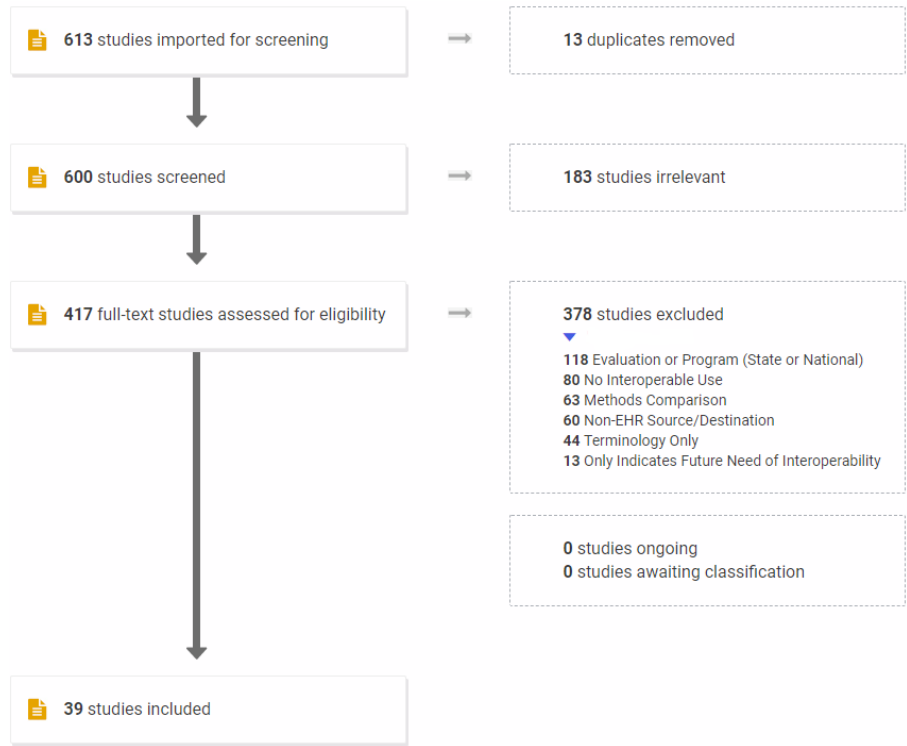 613 studies imported for screening
13 duplicates removed
600 studies screened
183 studies irrelevant
417 full-text studies assessed for eligibility
378 studies excluded
118 Evaluation or Program (State or National)
80 No Interoperable Use
63 Methods Comparison
60 Non-EHR Source/Destination
44 Terminology Only
13 Only Indicates Future Need of Interoperability
0 studies ongoing
0 studies awaiting classification
39 studies included